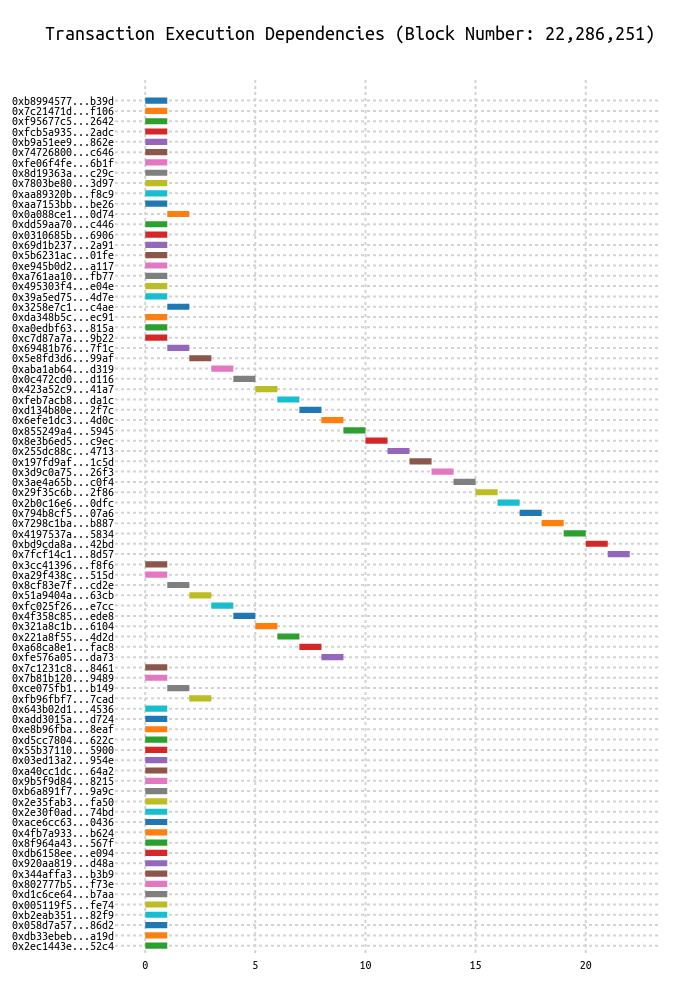 Transaction Execution Dependencies (Block Number: 22,286,251)
0xb8994577...b39d
0x7c21471d...f106
0xf95677c5...2642
0xfcb5a935...2adc
0xb9a51ee9...862e
0x74726800...c646
0xfe06f4fe...6b1f
0x8d19363a...c29c
0x7803be80...3d97
0xaa89320b...f8c9
0xaa7153bb...be26
0x0a088ce1...0d74
0xdd59aa70...c446
0x0310685b...6906
0x69d1b237...2a91
0x5b6231ac...01fe
0xe945b0d2...a117
0xa761aa10...fb77
0x495303f4...e04e
0x39a5ed75...4d7e
0x3258e7c1...c4ae
0xda348b5c...ec91
0xa0edbf63...815a
0xc7d87a7a...9b22
0x69481b76...7f1c
0x5e8fd3d6...99af
0xaba1ab64...d319
0x0c472cd0...d116
0x423a52c9...41a7
0xfeb7acb8...da1c
0xd134b80e...2f7c
0x6efe1dc3...4d0c
0x855249a4...5945
0x8e3b6ed5...c9ec
0x255dc88c...4713
0x197fd9af...1c5d
0x3d9c0a75...26f3
0x3ae4a65b...c0f4
0x29f35c6b...2f86
0x2b0c16e6...0dfc
0x794b8cf5...07a6
0x7298c1ba...b887
0x4197537a...5834
0xbd9cda8a...42bd
0x7fcf14c1...8d57
0x3cc41396...f8f6
0xa29f438c...515d
0x8cf83e7f...cd2e
0x51a9404a...63cb
0xfc025f26...e7cc
0x4f358c85...ede8
0x321a8c1b...6104
0x221a8f55...4d2d
0xa68ca8e1...fac8
0xfe576a05...da73
0x7c1231c8...8461
0x7b81b120...9489
0xce075fb1...b149
0xfb96fbf7...7cad
0x643b02d1...4536
0xadd3015a...d724
0xe8b96fba...8eaf
0xd5cc7804...622c
0x55b37110...5900
0x03ed13a2...954e
0xa40cc1dc...64a2
0x9b5f9d84...8215
0xb6a891f7...9a9c
0x2e35fab3...fa50
0x2e30f0ad...74bd
0xace6cc63...0436
0x4fb7a933...b624
0x8f964a43...567f
0xdb6158ee...e094
0x920aa819...d48a
0x344affa3...b3b9
0x802777b5...f73e
0xd1c6ce64...b7aa
0x005119f5...fe74
0xb2eab351...82f9
0x058d7a57...86d2
0xdb33ebeb...a19d
0x2ec1443e...52c4
0 5 10 15 20